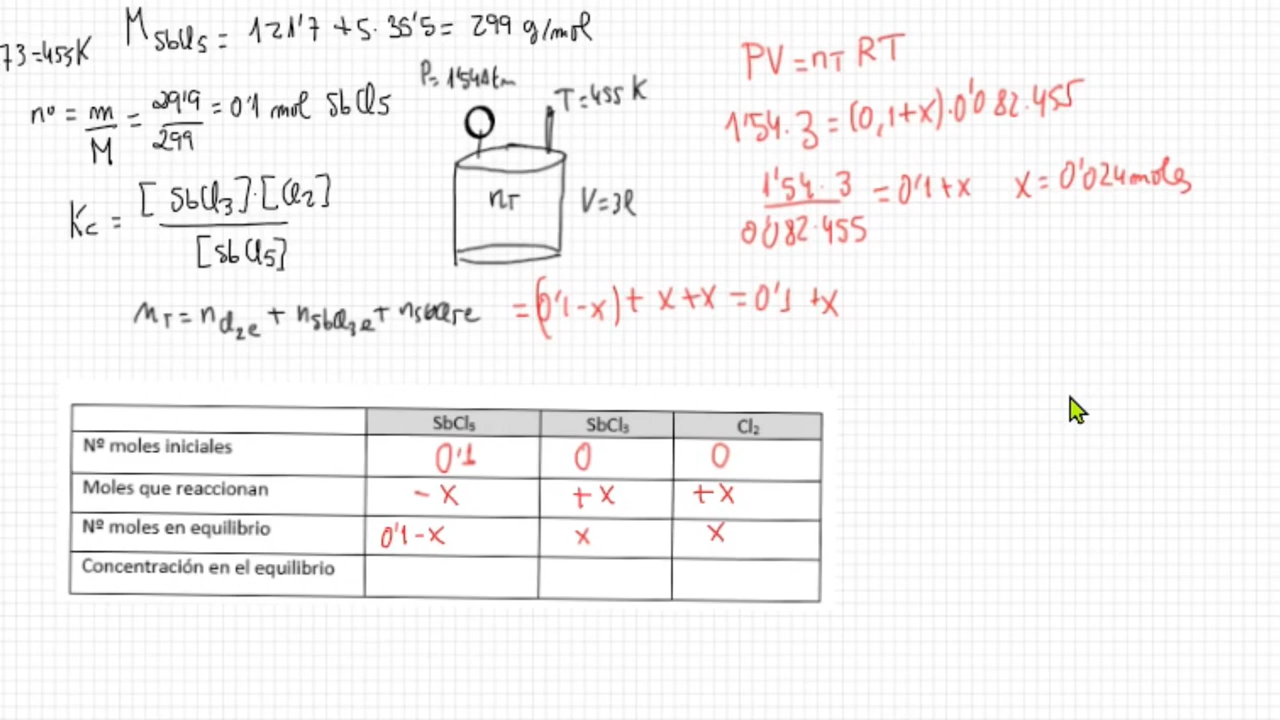 M SbCl5 = 121'7 + 5·35'5 = 299 g/mol
73=455K
nº = m/M = 29'9/299 = 0'1 mol SbCl5
P= 1'54 Atm
T=455 K
nT
V=3l
Kc = [SbCl3]·[Cl2] / [SbCl5]
nT = nCl2e + nSbCl3e + nSbCl5e = (0'1-x) + x+x = 0'1 +x
PV = nT RT
1'54·3 = (0,1+x)·0'082·455
1'54·3 / 0'082·455 = 0'1+x x = 0'024 moles
SbCl₅ SbCl₃ Cl₂
Nº moles iniciales 0'1 0 0
Moles que reaccionan -x +x +x
Nº moles en equilibrio 0'1-x x x
Concentración en el equilibrio